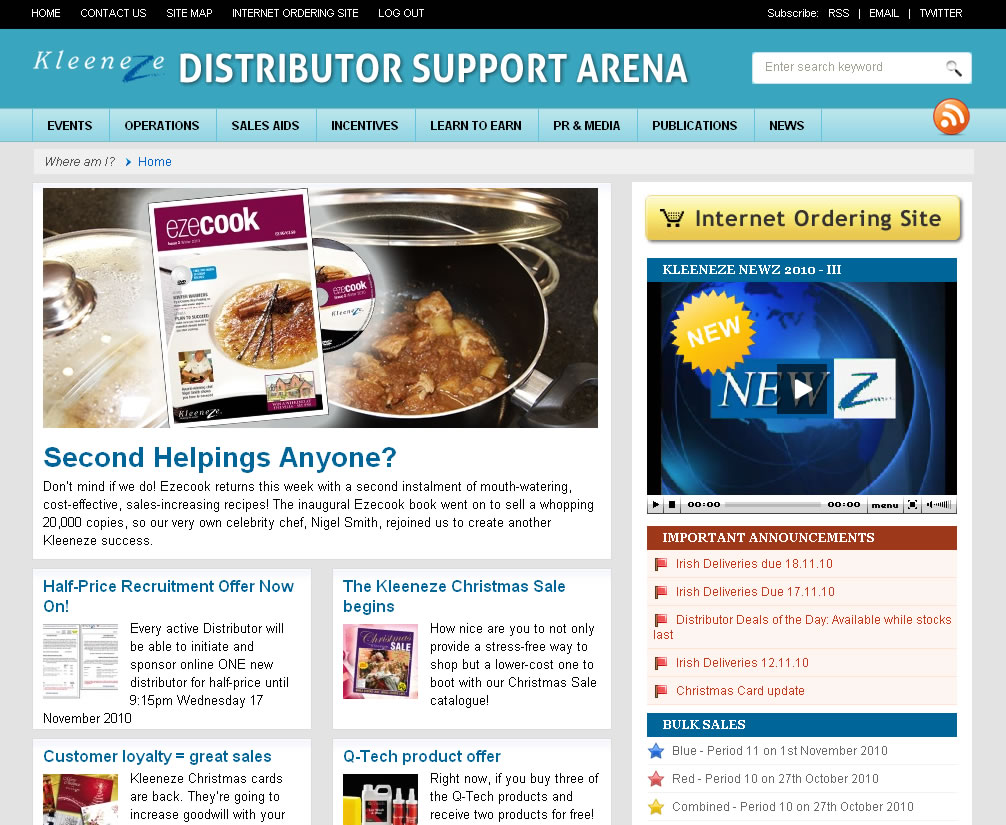 HOME CONTACT US SITE MAP INTERNET ORDERING SITE LOG OUT Subscribe: RSS | EMAIL | TWITTER
Kleeneze DISTRIBUTOR SUPPORT ARENA Enter search keyword
EVENTS OPERATIONS SALES AIDS INCENTIVES LEARN TO EARN PR & MEDIA PUBLICATIONS NEWS
Where am I? Home
ezecook
ezecook
Kleeneze
PLAN TO SUCCEED
Kleeneze
Second Helpings Anyone?
Don't mind if we do! Ezecook returns this week with a second instalment of mouth-watering,
cost-effective, sales-increasing recipes! The inaugural Ezecook book went on to sell a whopping
20,000 copies, so our very own celebrity chef, Nigel Smith, rejoined us to create another
Kleeneze success.
Half-Price Recruitment Offer Now
On!
Every active Distributor will
be able to initiate and
sponsor online ONE new
distributor for half-price until
9:15pm Wednesday 17
November 2010
The Kleeneze Christmas Sale
begins
Christmas
SALE
How nice are you to not only
provide a stress-free way to
shop but a lower-cost one to
boot with our Christmas Sale
catalogue!
Customer loyalty = great sales
Kleeneze Christmas cards
are back. They're going to
increase goodwill with your
Q-Tech product offer
Right now, if you buy three of
the Q-Tech products and
receive two products for free!
Internet Ordering Site
KLEENEZE NEWZ 2010 - III
NEW
NEWZ
00:00 00:00 menu
IMPORTANT ANNOUNCEMENTS
Irish Deliveries due 18.11.10
Irish Deliveries Due 17.11.10
Distributor Deals of the Day: Available while stocks
last
Irish Deliveries 12.11.10
Christmas Card update
BULK SALES
Blue - Period 11 on 1st November 2010
Red - Period 10 on 27th October 2010
Combined - Period 10 on 27th October 2010